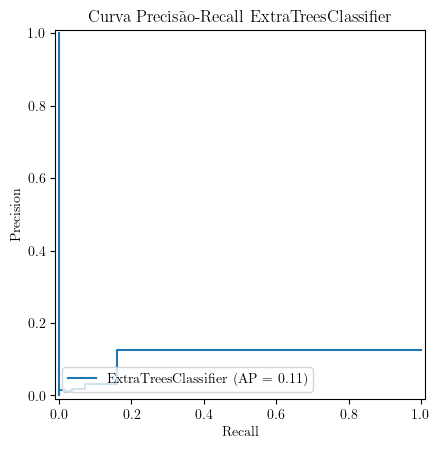 Curva Precisão-Recall ExtraTreesClassifier
1.0
0.8
0.6
0.4
0.2
0.0
Precision
ExtraTreesClassifier (AP = 0.11)
0.0 0.2 0.4 0.6 0.8 1.0
Recall